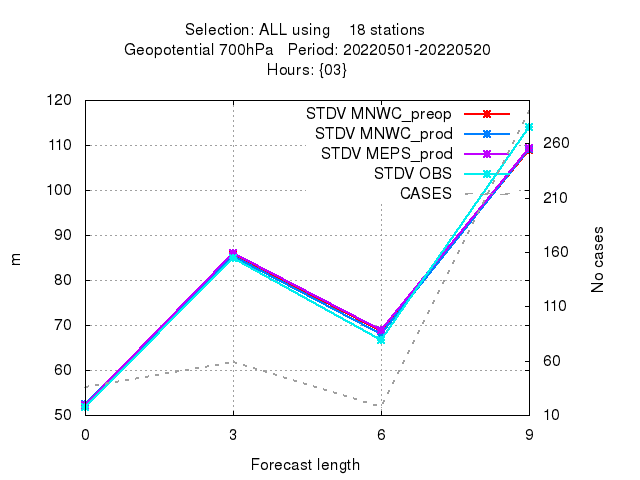 Selection: ALL using    18 stations
Geopotential 700hPa   Period: 20220501-20220520
Hours: {03}
STDV MNWC_preop
STDV MNWC_prod
STDV MEPS_prod
STDV OBS
CASES
120
110
100
90
80
70
60
50
m
260
210
160
110
60
10
No cases
0 3 6 9
Forecast length